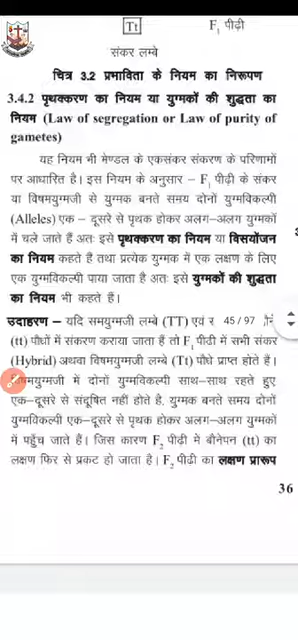 Tt F₁ पीढ़ी
संकर लम्बे
चित्र 3.2 प्रभाविता के नियम का निरूपण
3.4.2 पृथक्करण का नियम या युग्मकों की शुद्धता का
नियम (Law of segregation or Law of purity of
gametes)
यह नियम भी मेण्डल के एकसंकर संकरण के परिणामों
पर आधारित है। इस नियम के अनुसार – F₁ पीढ़ी के संकर
या विषमयुग्मजी से युग्मक बनते समय दोनों युग्मविकल्पी
(Alleles) एक – दूसरे से पृथक होकर अलग–अलग युग्मकों
में चले जाते हैं अतः इसे पृथक्करण का नियम या विसंयोजन
का नियम कहते है तथा प्रत्येक युग्मक में एक लक्षण के लिए
एक युग्मविकल्पी पाया जाता है अतः इसे युग्मकों की शुद्धता
का नियम भी कहते हैं।
उदाहरण – यदि समयुग्मजी लम्बे (TT) एवं 45 / 97
(tt) पौधों में संकरण कराया जाता हैं तो F₁ पीढी में सभी संकर
(Hybrid) अथवा विषमयुग्मजी लम्बे (Tt) पौधे प्राप्त होते हैं।
में दोनों युग्मविकल्पी साथ–साथ रहते हुए
एक–दूसरे से संदूषित नहीं होते है, युग्मक बनते समय दोनों
युग्मविकल्पी एक–दूसरे से पृथक होकर अलग–अलग युग्मकों
में पहुँच जाते हैं। जिस कारण F₂ पीढी मे बौनेपन (tt) का
लक्षण फिर से प्रकट हो जाता है। F₂ पीढी का लक्षण प्रारूप
36